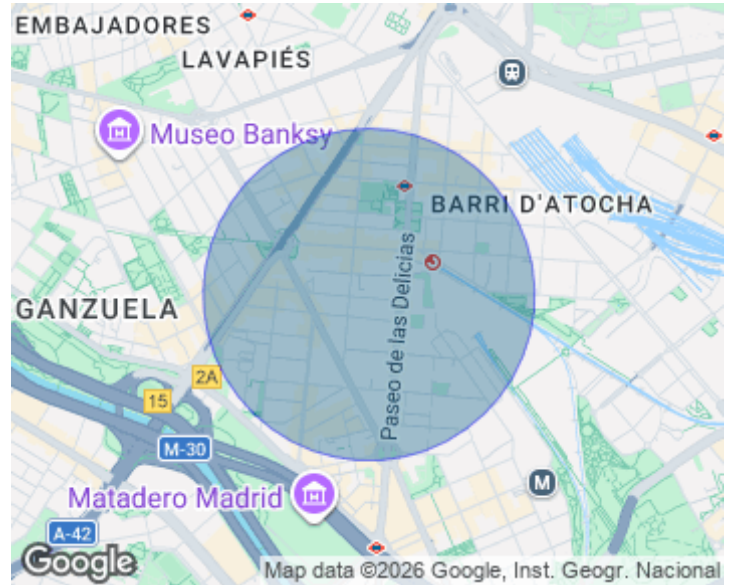 EMBAJADORES
LAVAPIÉS
Museo Banksy
BARRI D'ATOCHA
Paseo de las Delicias
GANZUELA
2A
15
M-30
Matadero Madrid
M
A-42
Google
Map data ©2026 Google, Inst. Geogr. Nacional